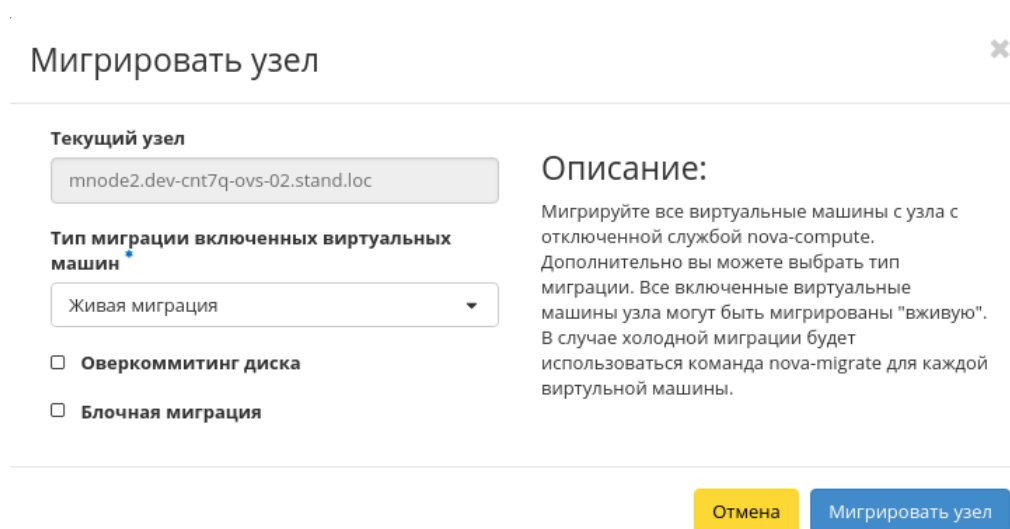 Мигрировать узел
Текущий узел
mnode2.dev-cnt7q-ovs-02.stand.loc
Тип миграции включенных виртуальных
машин *
Живая миграция
Оверкоммитинг диска
Блочная миграция
Описание:
Мигрируйте все виртуальные машины с узла с
отключенной службой nova-compute.
Дополнительно вы можете выбрать тип
миграции. Все включенные виртуальные
машины узла могут быть мигрированы "вживую".
В случае холодной миграции будет
использоваться команда nova-migrate для каждой
виртульной машины.
Отмена
Мигрировать узел